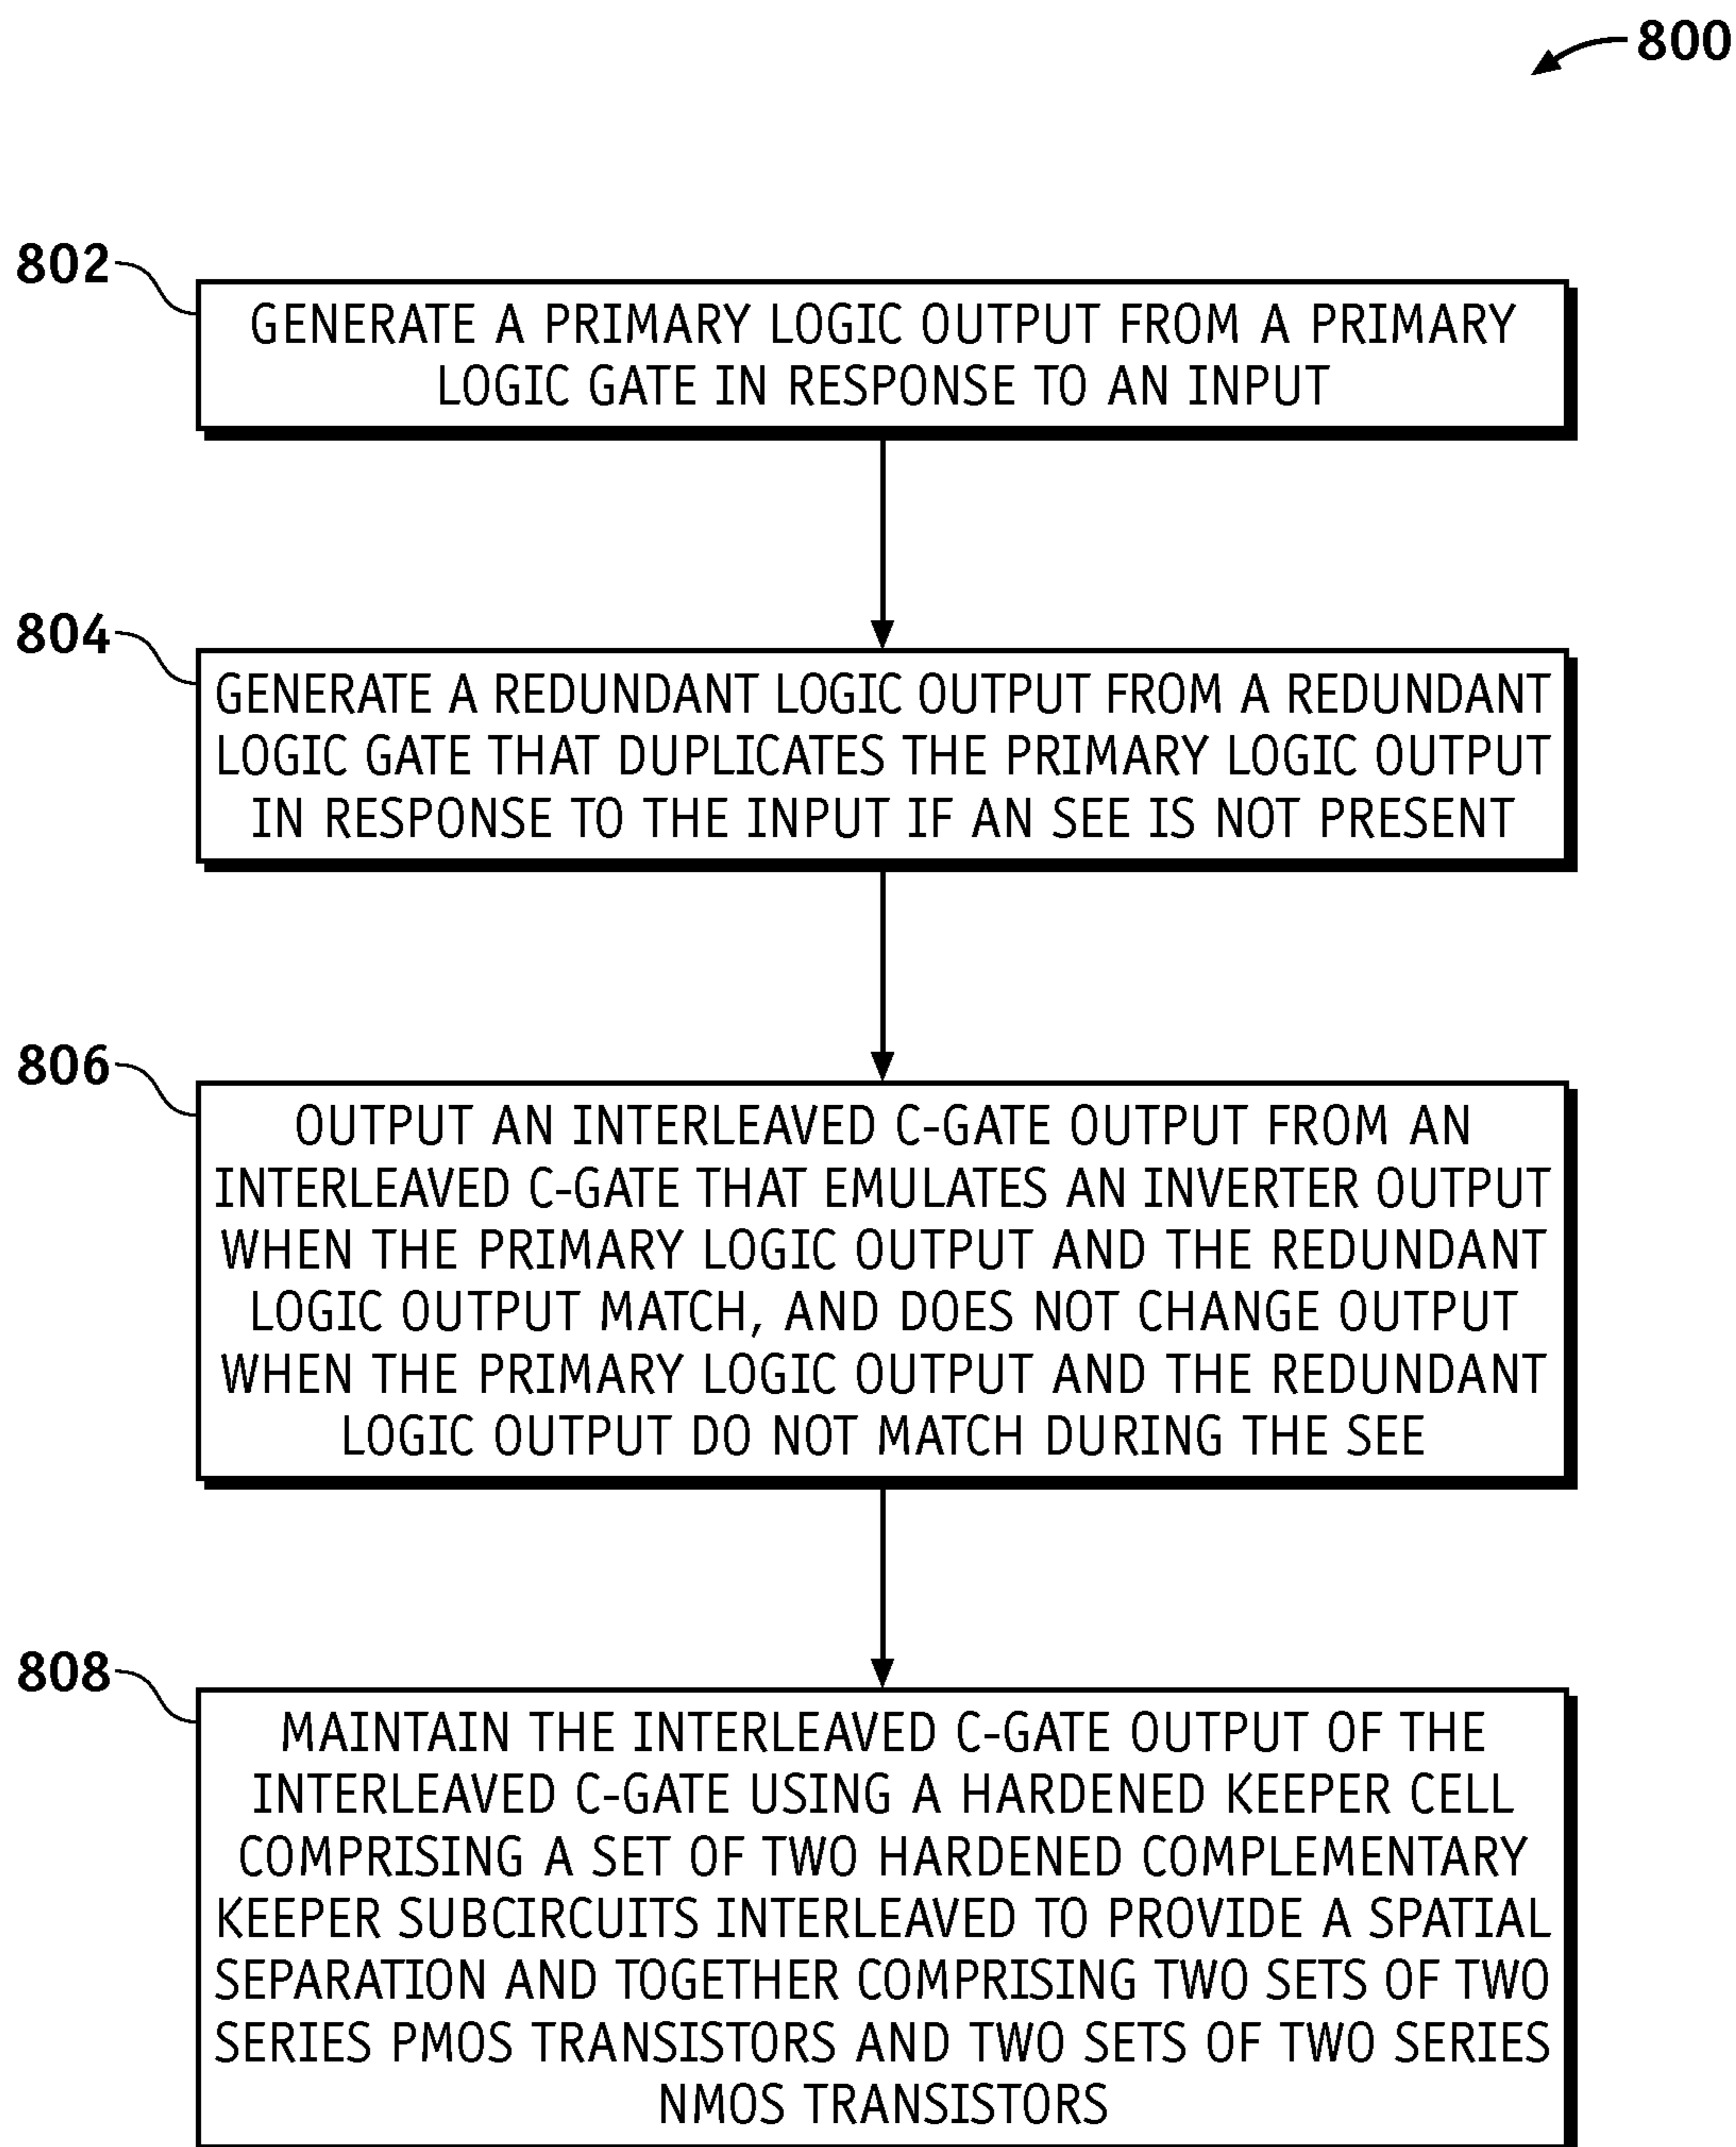 800
802
GENERATE A PRIMARY LOGIC OUTPUT FROM A PRIMARY
LOGIC GATE IN RESPONSE TO AN INPUT
804
GENERATE A REDUNDANT LOGIC OUTPUT FROM A REDUNDANT
LOGIC GATE THAT DUPLICATES THE PRIMARY LOGIC OUTPUT
IN RESPONSE TO THE INPUT IF AN SEE IS NOT PRESENT
806
OUTPUT AN INTERLEAVED C-GATE OUTPUT FROM AN
INTERLEAVED C-GATE THAT EMULATES AN INVERTER OUTPUT
WHEN THE PRIMARY LOGIC OUTPUT AND THE REDUNDANT
LOGIC OUTPUT MATCH, AND DOES NOT CHANGE OUTPUT
WHEN THE PRIMARY LOGIC OUTPUT AND THE REDUNDANT
LOGIC OUTPUT DO NOT MATCH DURING THE SEE
808
MAINTAIN THE INTERLEAVED C-GATE OUTPUT OF THE
INTERLEAVED C-GATE USING A HARDENED KEEPER CELL
COMPRISING A SET OF TWO HARDENED COMPLEMENTARY
KEEPER SUBCIRCUITS INTERLEAVED TO PROVIDE A SPATIAL
SEPARATION AND TOGETHER COMPRISING TWO SETS OF TWO
SERIES PMOS TRANSISTORS AND TWO SETS OF TWO SERIES
NMOS TRANSISTORS